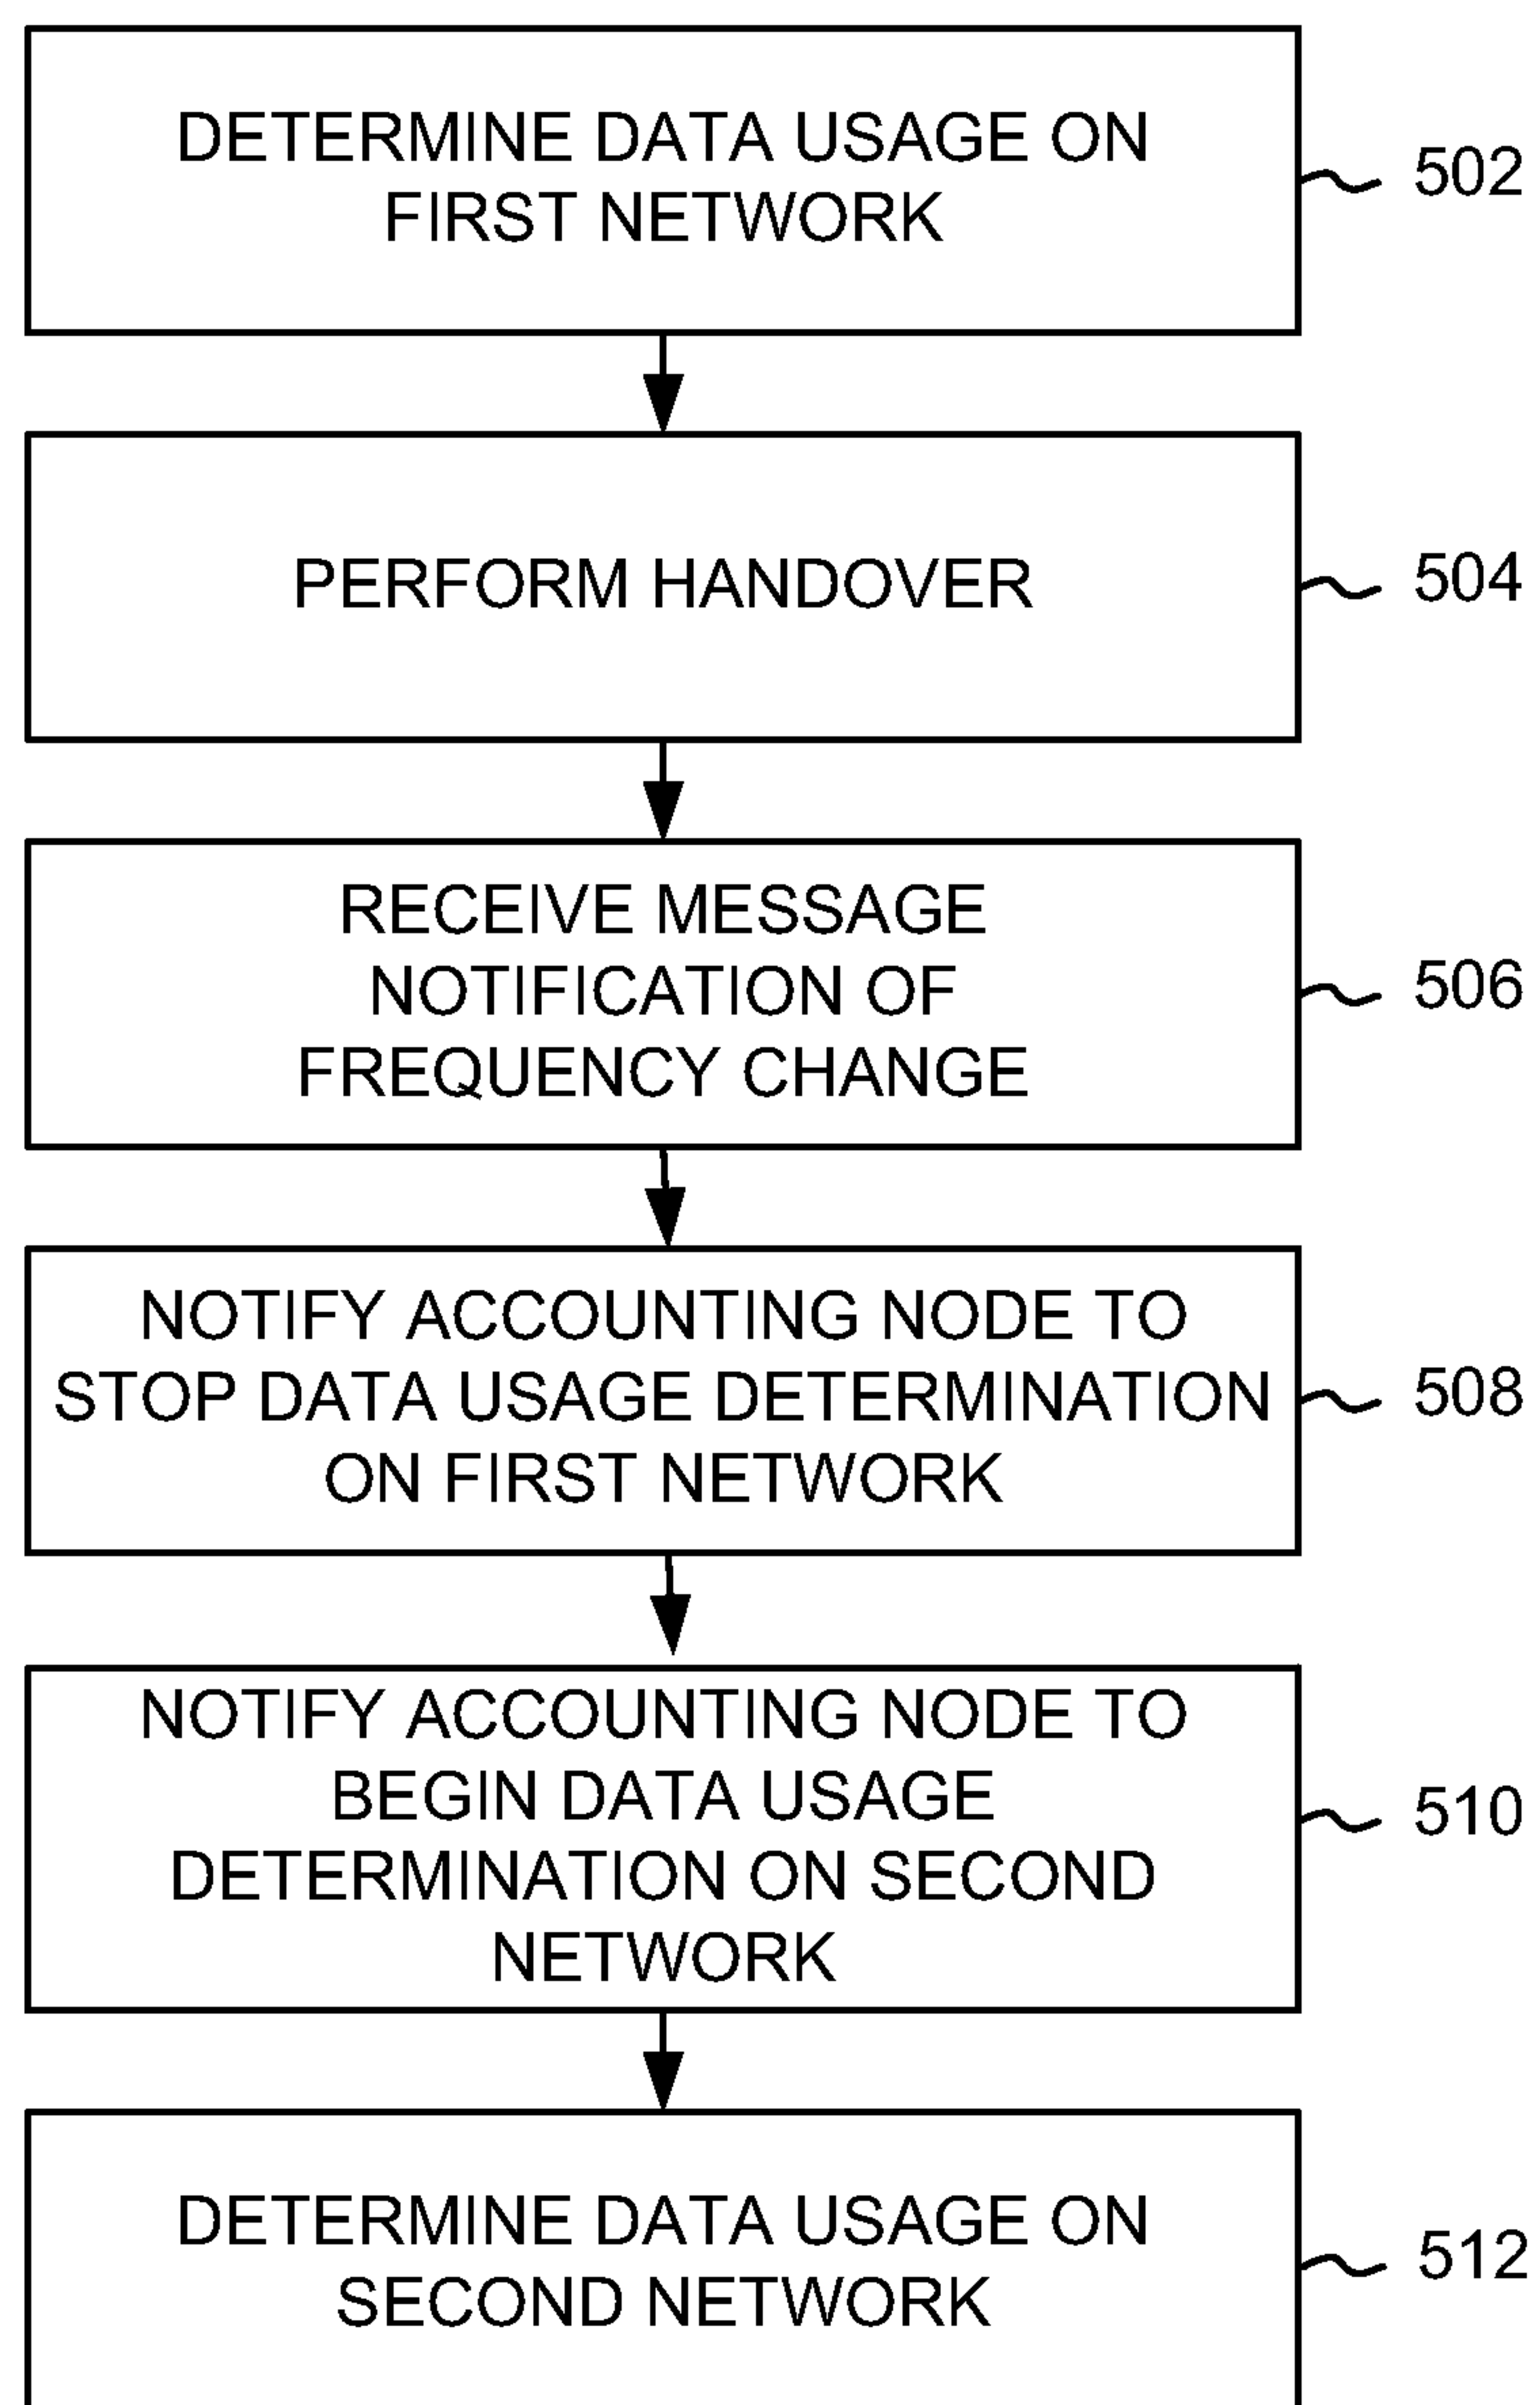 DETERMINE DATA USAGE ON
FIRST NETWORK
502
PERFORM HANDOVER
504
RECEIVE MESSAGE
NOTIFICATION OF
FREQUENCY CHANGE
506
NOTIFY ACCOUNTING NODE TO
STOP DATA USAGE DETERMINATION
ON FIRST NETWORK
508
NOTIFY ACCOUNTING NODE TO
BEGIN DATA USAGE
DETERMINATION ON SECOND
NETWORK
510
DETERMINE DATA USAGE ON
SECOND NETWORK
512